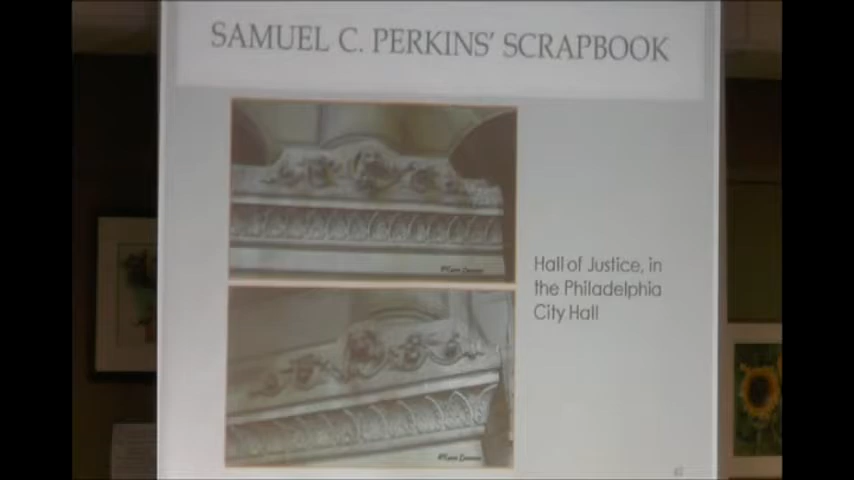 SAMUEL C. PERKINS' SCRAPBOOK
Hall of Justice, in
the Philadelphia
City Hall